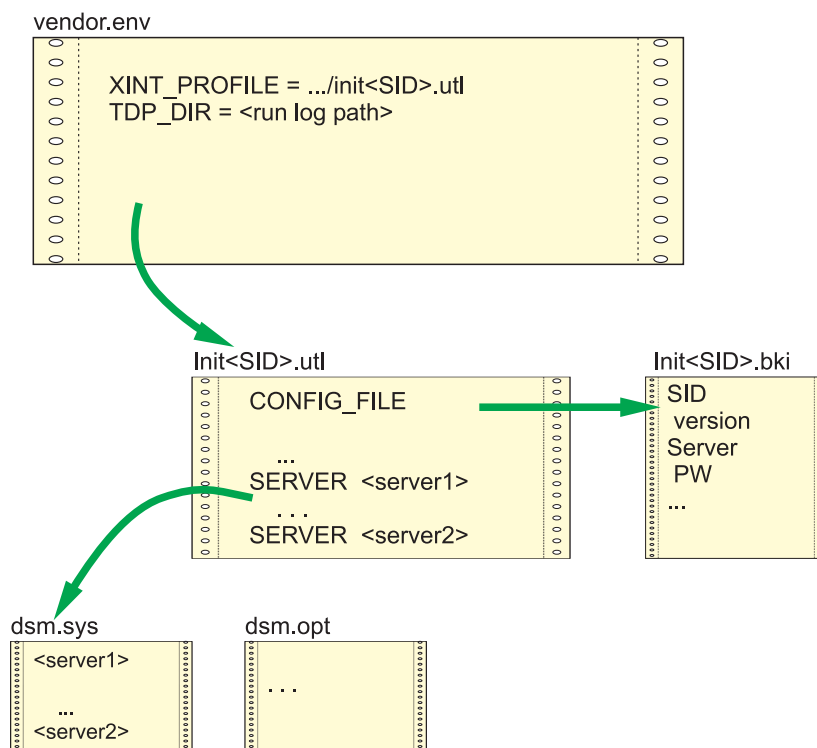 vendor.env
XINT_PROFILE = .../init<SID>.utl
TDP_DIR = <run log path>
Init<SID>.utl
CONFIG_FILE
...
SERVER <server1>
. . .
SERVER <server2>
Init<SID>.bki
SID
version
Server
PW
...
dsm.sys
<server1>
...
<server2>
dsm.opt
. . .